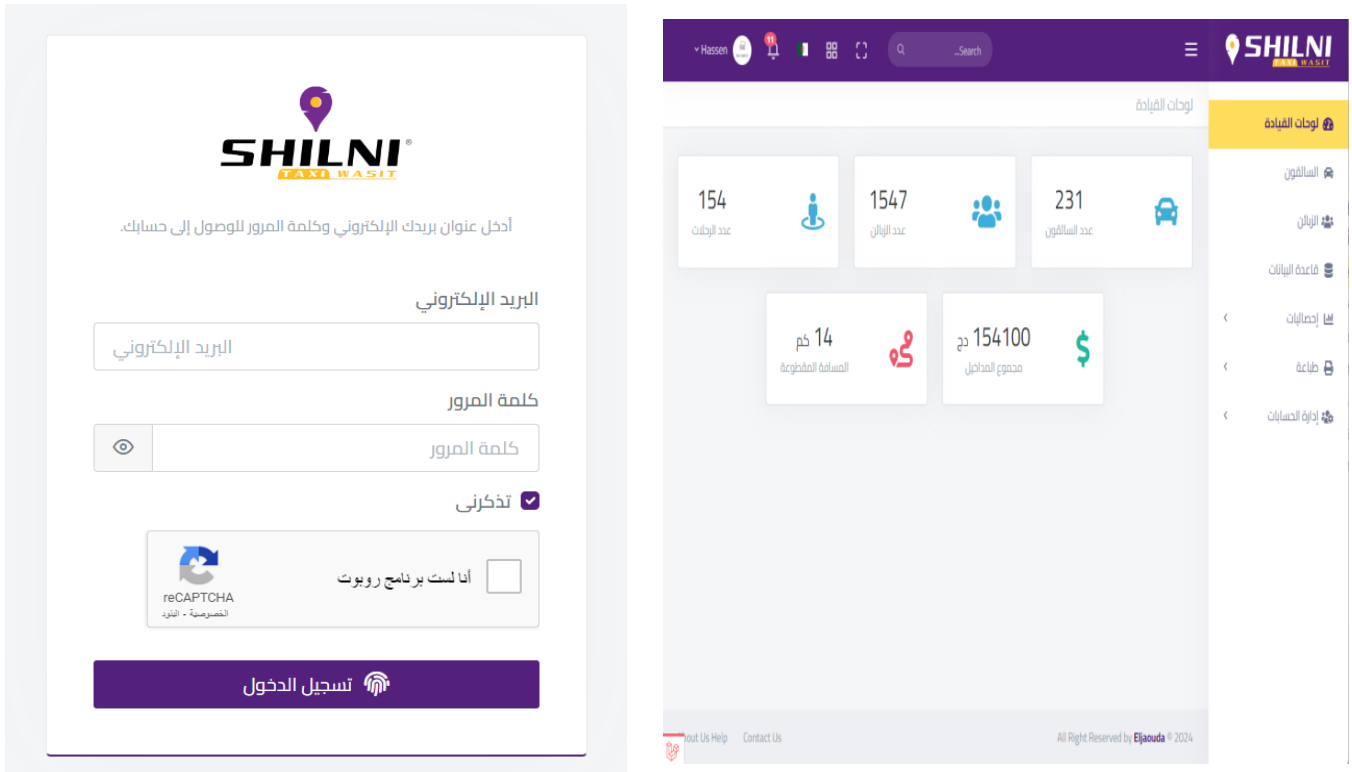 SHILNI®
TAXI WASIT
أدخل عنوان بريدك الإلكتروني وكلمة المرور للوصول إلى حسابك.
البريد الإلكتروني
البريد الإلكتروني
كلمة المرور
كلمة المرور
تذكرنى
أنا لست برنامج روبوت
reCAPTCHA
الخصوصية - البنود
تسجيل الدخول
SHILNI
TAXI WASIT
Search...
11
Hassen
لوحات القيادة
لوحات القيادة
السائقون
الزبائن
قاعدة البيانات
إحصائيات
طباعة
إدارة الحسابات
231
عدد السائقون
1547
عدد الزبائن
154
عدد الرحلات
154100 دج
مجموع المداخيل
14 كم
المسافة المقطوعة
out Us Help Contact Us
All Right Reserved by Eljaouda © 2024